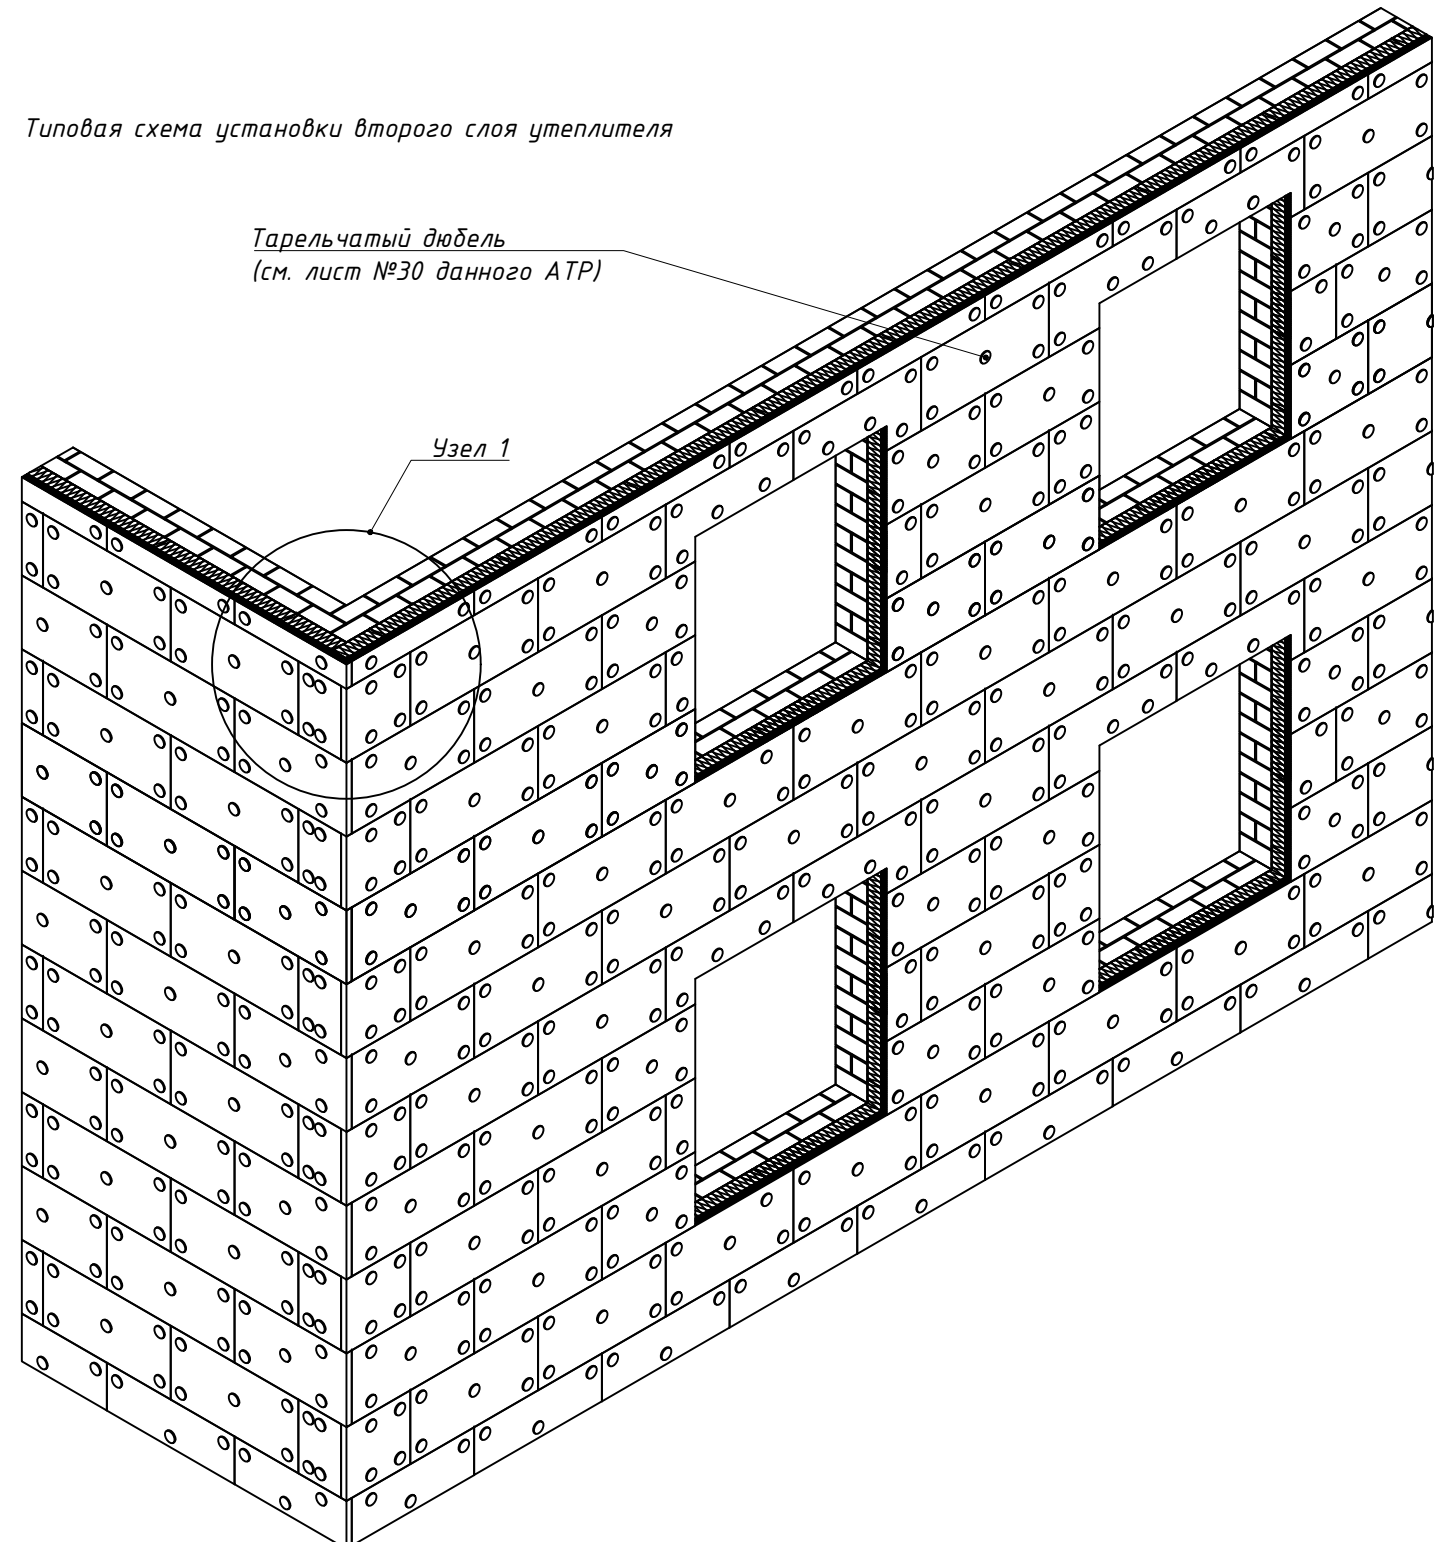 Типовая схема установки второго слоя утеплителя
Тарельчатый дюбель
(см. лист №30 данного АТР)
Узел 1